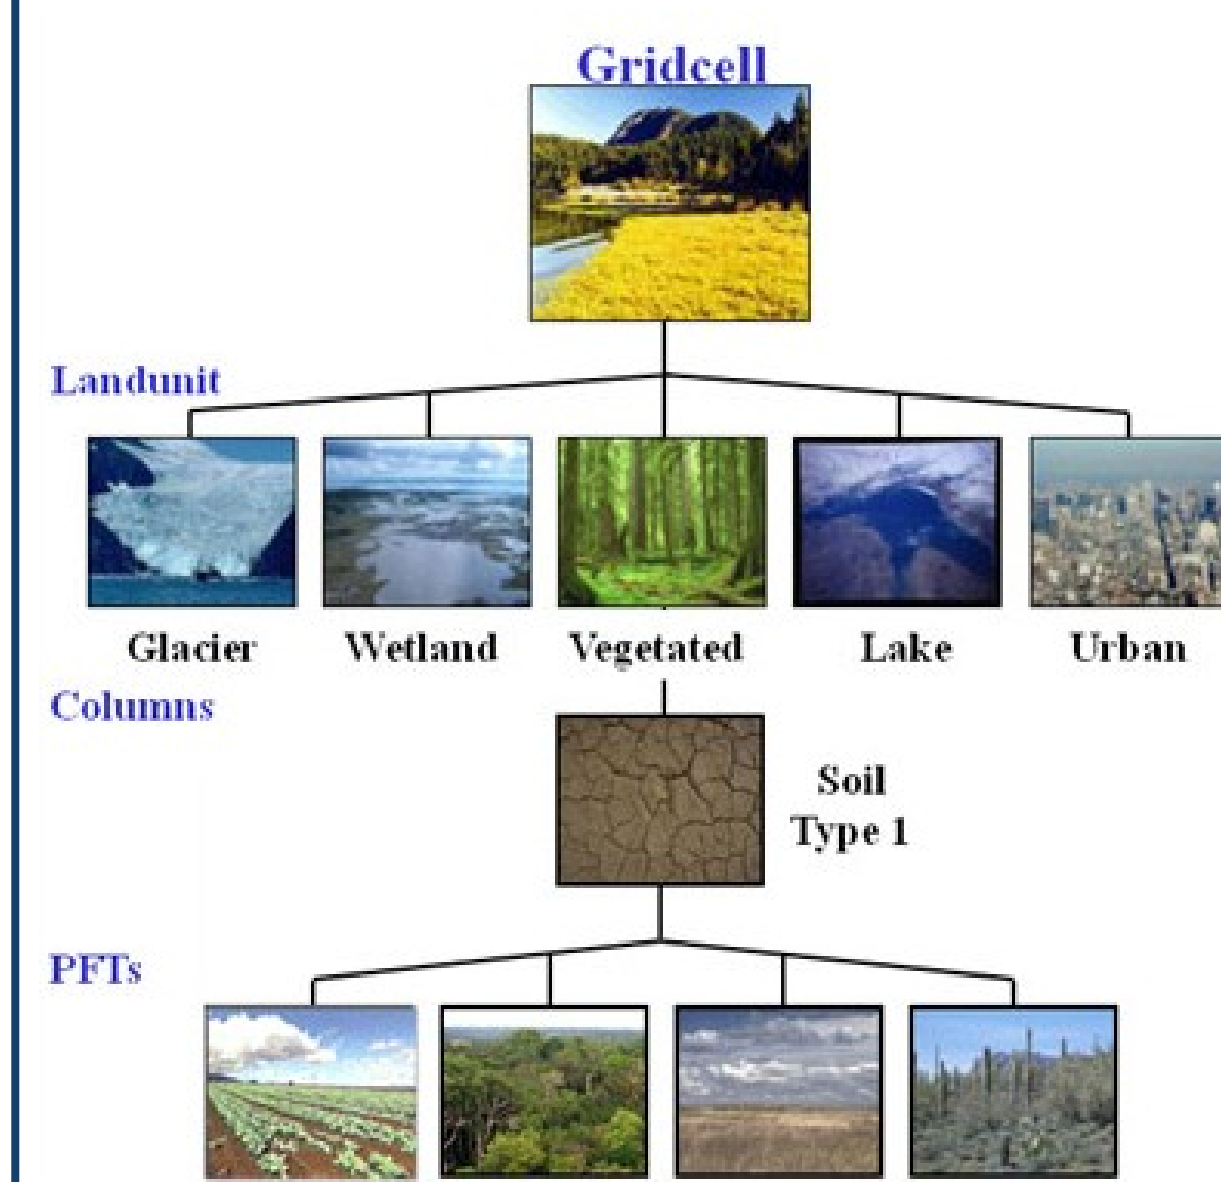 Gridcell
Landunit
Glacier Wetland Vegetated Lake Urban
Columns
Soil
Type 1
PFTs